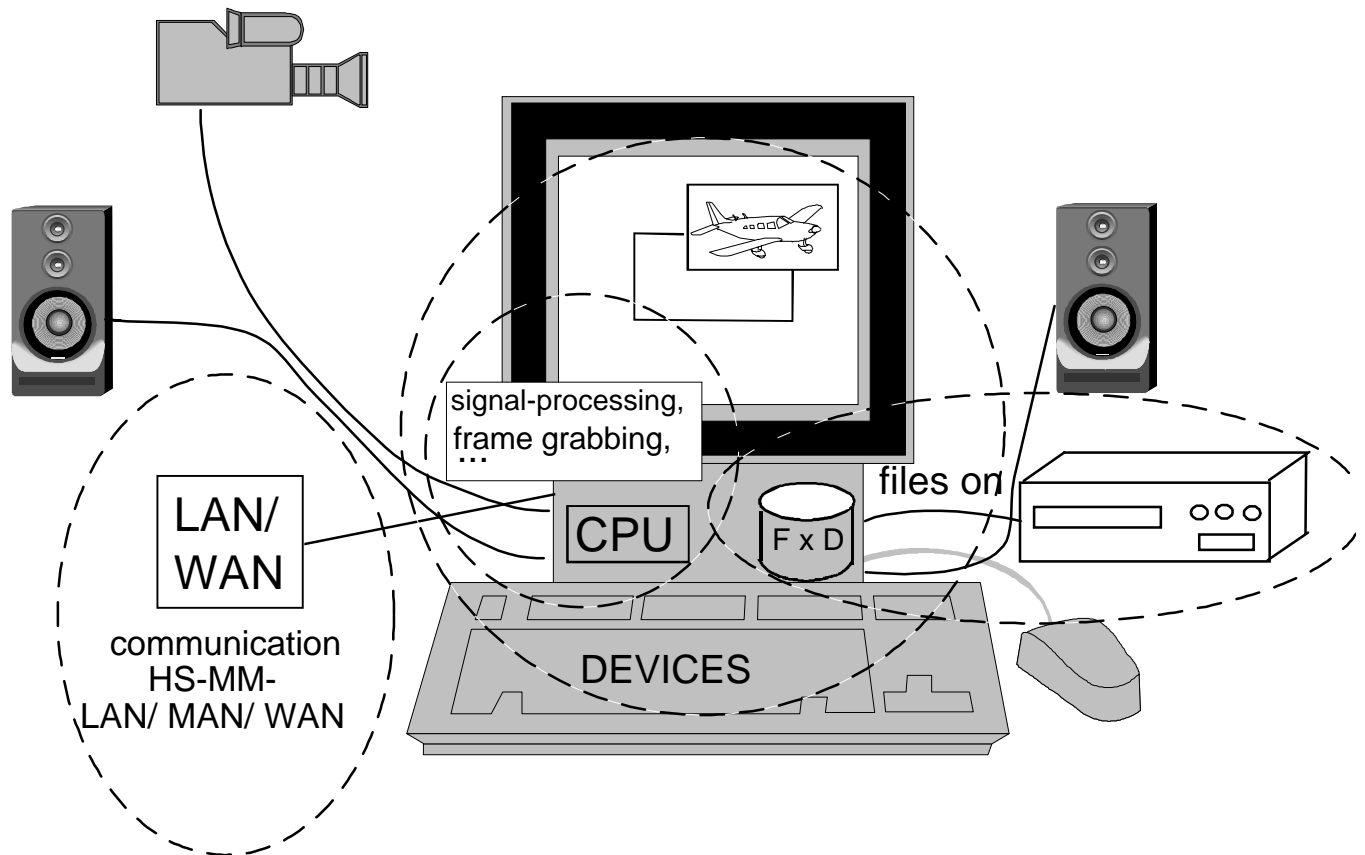 signal-processing,
frame grabbing,
...
files on
LAN/
WAN
CPU
F x D
communication
HS-MM-
LAN/ MAN/ WAN
DEVICES